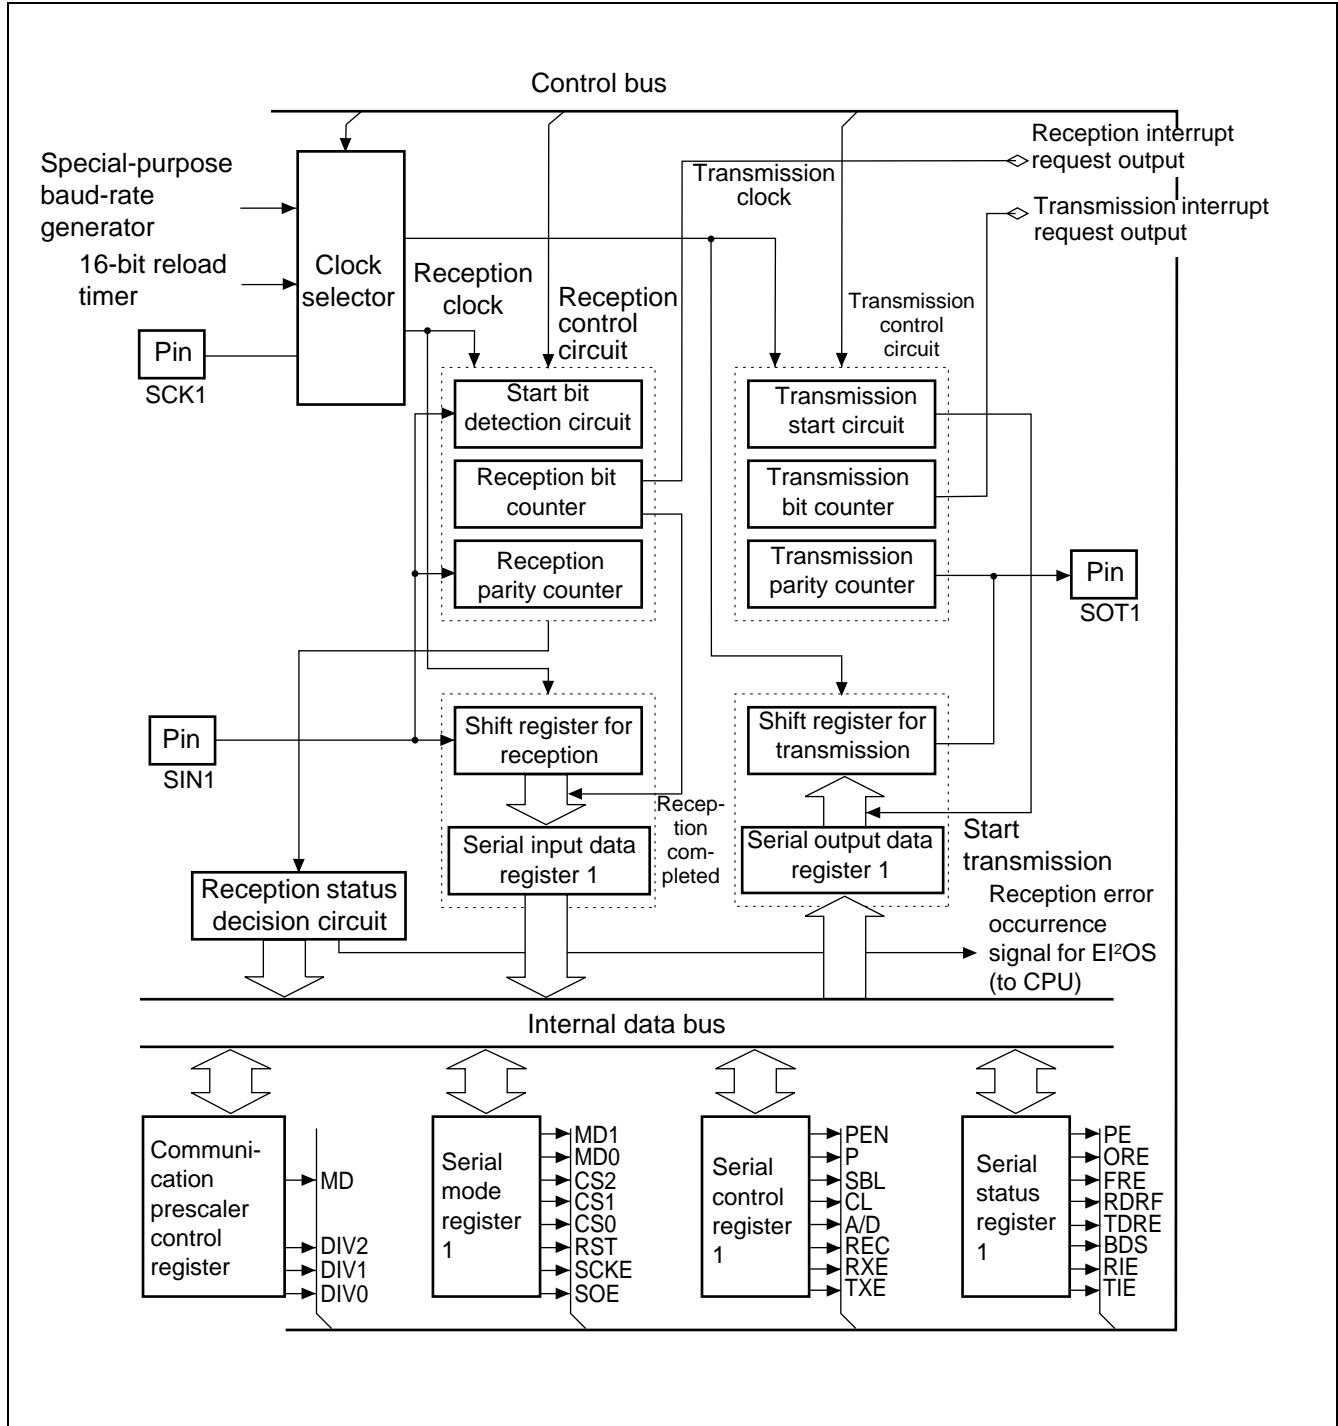 Control bus
Reception interrupt
request output
Special-purpose
baud-rate
generator
Transmission
clock
Transmission interrupt
request output
16-bit reload
timer
Clock
selector
Reception
clock
Reception
control
circuit
Transmission
control
circuit
Pin
SCK1
Start bit
detection circuit
Transmission
start circuit
Reception bit
counter
Transmission
bit counter
Reception
parity counter
Transmission
parity counter
Pin
SOT1
Pin
SIN1
Shift register for
reception
Shift register for
transmission
Recep-
tion
com-
pleted
Serial input data
register 1
Serial output data
register 1
Start
transmission
Reception status
decision circuit
Reception error
occurrence
signal for EI²OS
(to CPU)
Internal data bus
Communi-
cation
prescaler
control
register
MD
DIV2
DIV1
DIV0
Serial
mode
register
1
MD1
MD0
CS2
CS1
CS0
RST
SCKE
SOE
Serial
control
register
1
PEN
P
SBL
CL
A/D
REC
RXE
TXE
Serial
status
register
1
PE
ORE
FRE
RDRF
TDRE
BDS
RIE
TIE